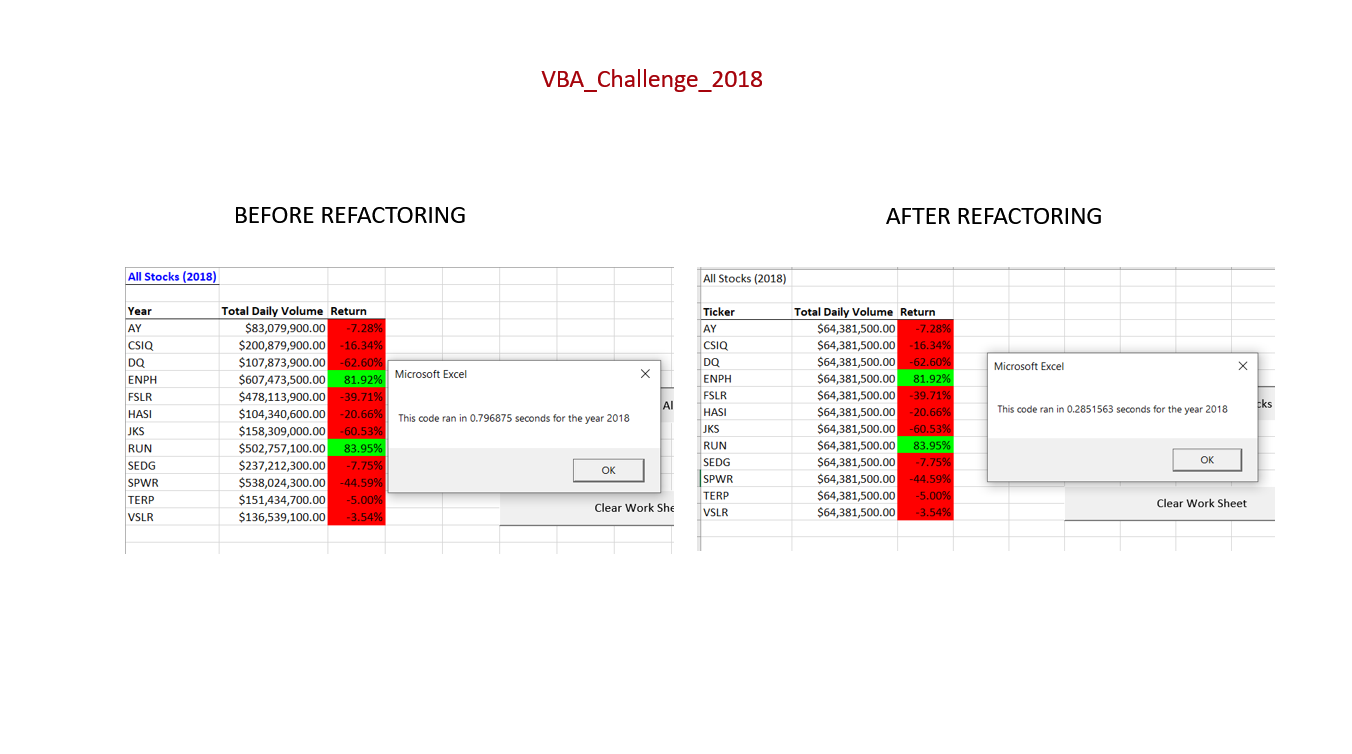 VBA_Challenge_2018
BEFORE REFACTORING
All Stocks (2018)
Year Total Daily Volume Return
AY $83,079,900.00 -7.28%
CSIQ $200,879,900.00 -16.34%
DQ $107,873,900.00 -62.60%
ENPH $607,473,500.00 81.92%
FSLR $478,113,900.00 -39.71%
HASI $104,340,600.00 -20.66%
JKS $158,309,000.00 -60.53%
RUN $502,757,100.00 83.95%
SEDG $237,212,300.00 -7.75%
SPWR $538,024,300.00 -44.59%
TERP $151,434,700.00 -5.00%
VSLR $136,539,100.00 -3.54%
Microsoft Excel
This code ran in 0.796875 seconds for the year 2018
OK
Al
Clear Work She
AFTER REFACTORING
All Stocks (2018)
Ticker Total Daily Volume Return
AY $64,381,500.00 -7.28%
CSIQ $64,381,500.00 -16.34%
DQ $64,381,500.00 -62.60%
ENPH $64,381,500.00 81.92%
FSLR $64,381,500.00 -39.71%
HASI $64,381,500.00 -20.66%
JKS $64,381,500.00 -60.53%
RUN $64,381,500.00 83.95%
SEDG $64,381,500.00 -7.75%
SPWR $64,381,500.00 -44.59%
TERP $64,381,500.00 -5.00%
VSLR $64,381,500.00 -3.54%
Microsoft Excel
This code ran in 0.2851563 seconds for the year 2018
OK
cks
Clear Work Sheet